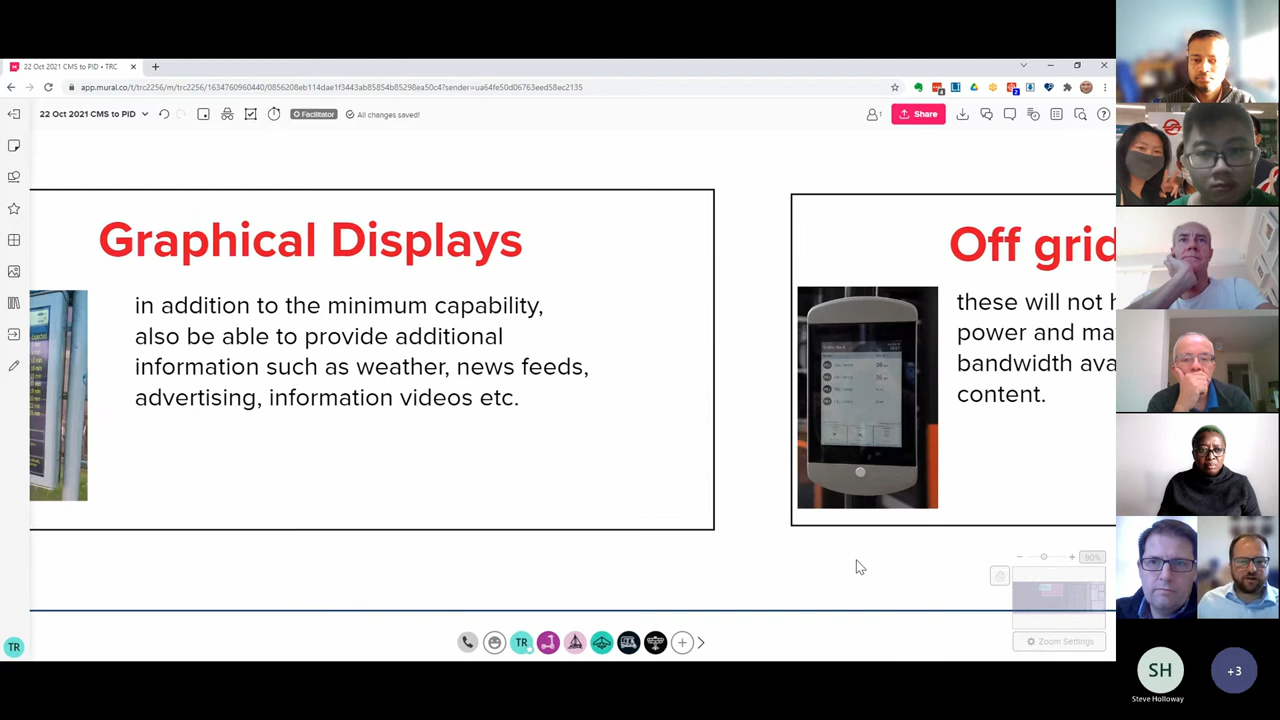 22 Oct 2021 CMS to PID • TRC
app.mural.co/t/trc2256/m/trc2256/1634760960440/0856208eb174dae1f3443ab85854b85298ea50c4?sender=ua64fe50d06763eed58ec2135
22 Oct 2021 CMS to PID
Facilitator
All changes saved!
Share
Graphical Displays
in addition to the minimum capability,
also be able to provide additional
information such as weather, news feeds,
advertising, information videos etc.
Off grid
these will not h
power and ma
bandwidth ava
content.
90%
Zoom Settings
TR
TR
SH
Steve Holloway
+3